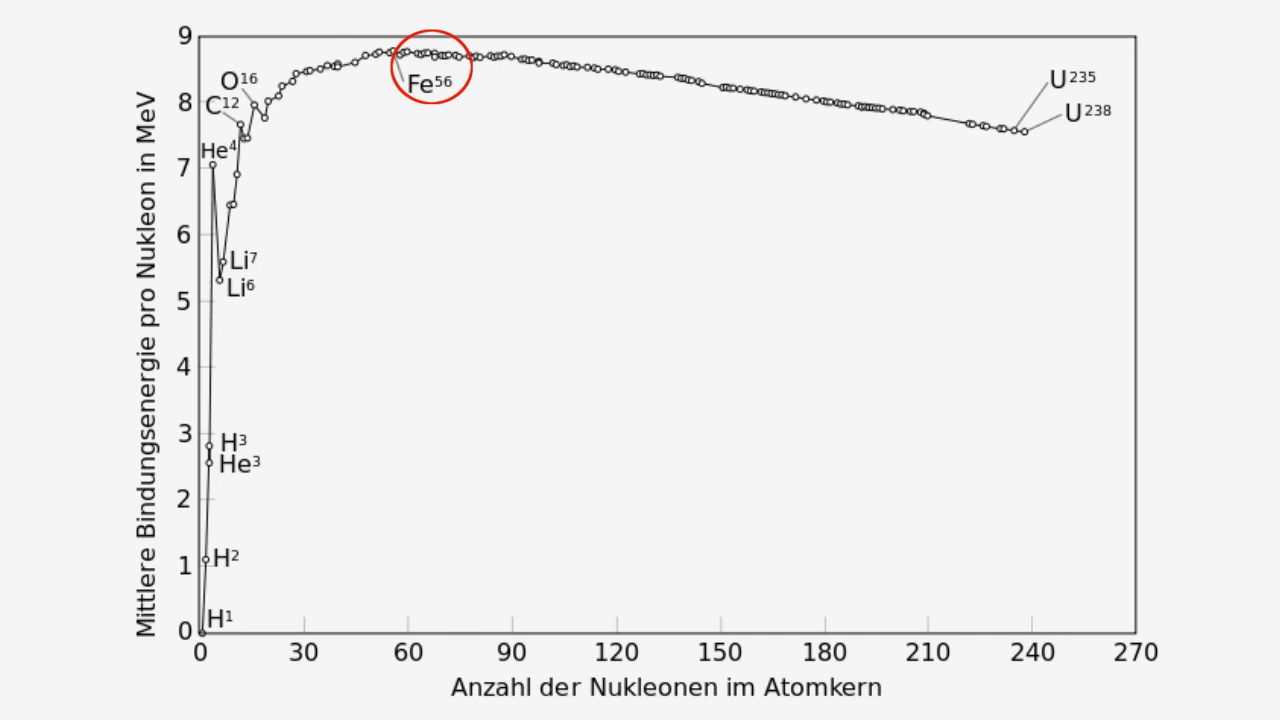 Mittlere Bindungsenergie pro Nukleon in MeV
9
8
7
6
5
4
3
2
1
0
O¹⁶
C¹²
He⁴
Li⁷
Li⁶
H³
He³
H²
H¹
Fe⁵⁶
U²³⁵
U²³⁸
0 30 60 90 120 150 180 210 240 270
Anzahl der Nukleonen im Atomkern